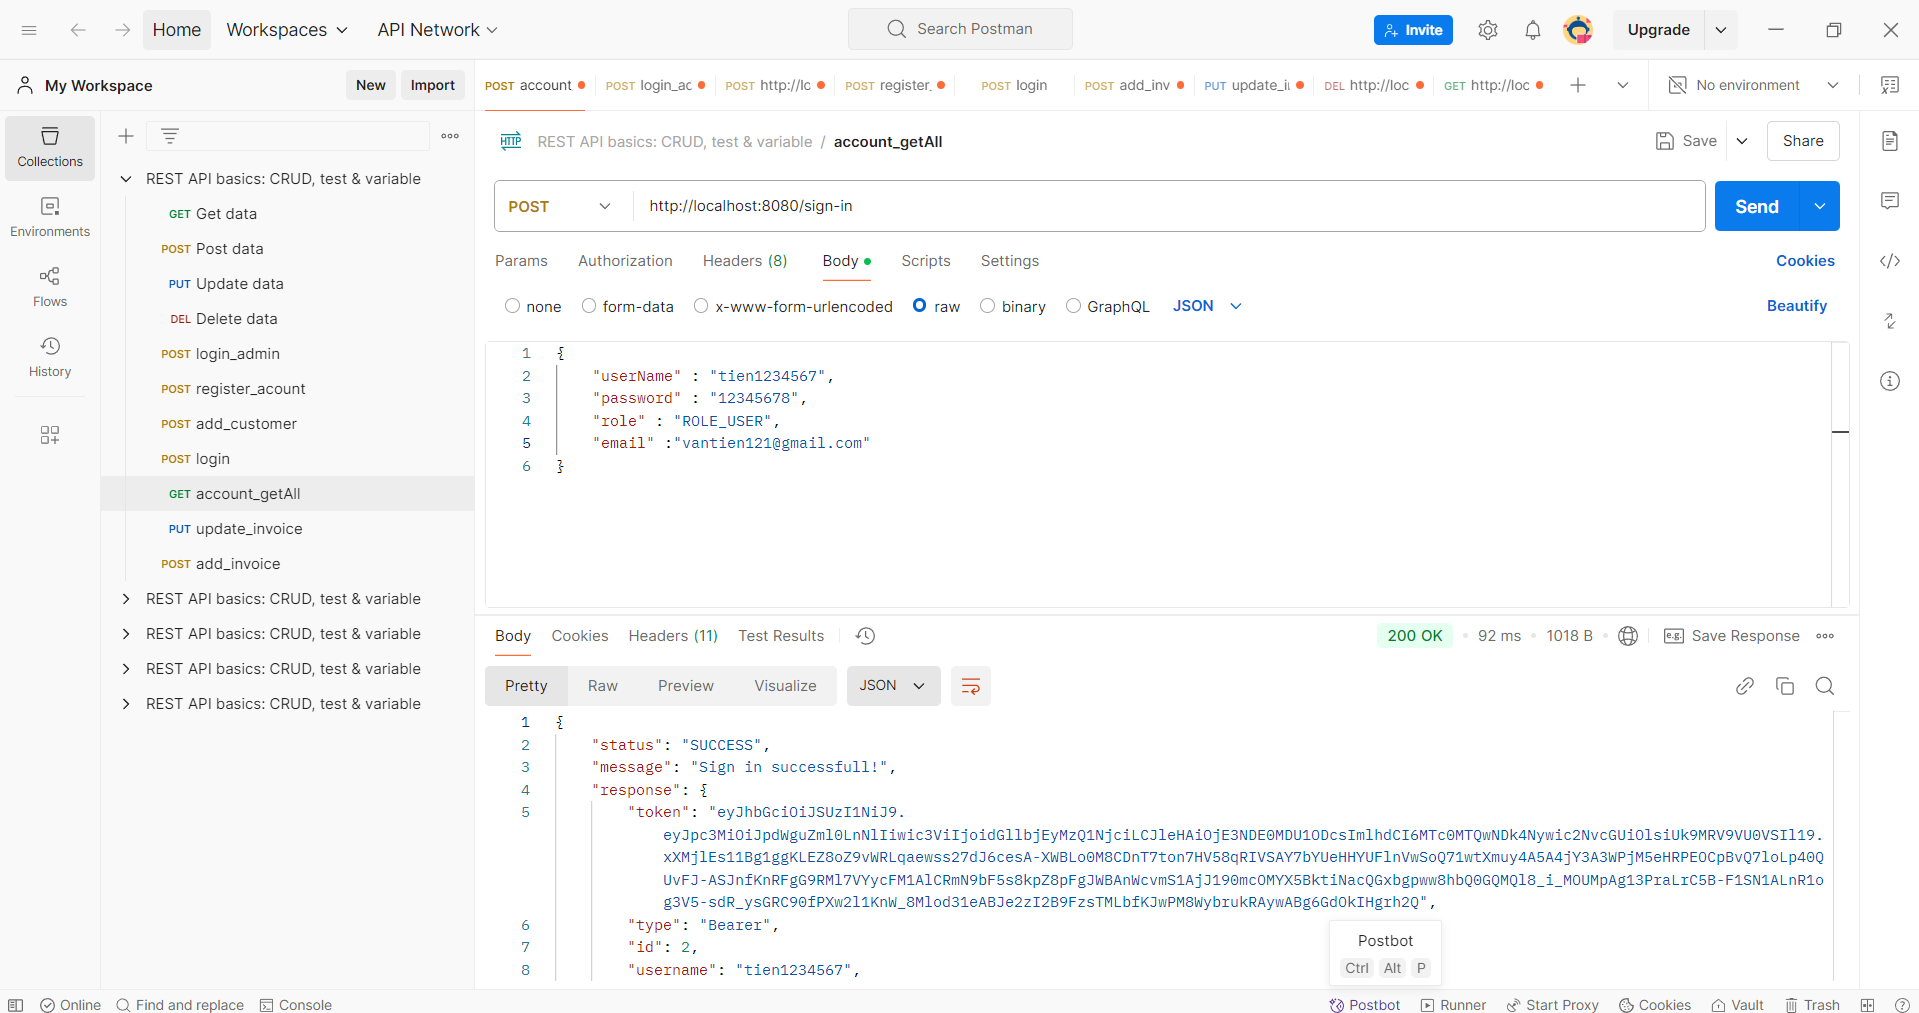 Home Workspaces API Network Search Postman Invite Upgrade
My Workspace New Import
POST account POST login_ac POST http://lc POST register_ POST login POST add_inv PUT update_i DEL http://loc GET http://loc No environment
Collections
Environments
Flows
History
REST API basics: CRUD, test & variable
GET Get data
POST Post data
PUT Update data
DEL Delete data
POST login_admin
POST register_acount
POST add_customer
POST login
GET account_getAll
PUT update_invoice
POST add_invoice
REST API basics: CRUD, test & variable
REST API basics: CRUD, test & variable
REST API basics: CRUD, test & variable
REST API basics: CRUD, test & variable
HTTP REST API basics: CRUD, test & variable / account_getAll Save Share
POST http://localhost:8080/sign-in Send
Params Authorization Headers (8) Body Scripts Settings Cookies
none form-data x-www-form-urlencoded raw binary GraphQL JSON Beautify
1 {
2 "userName" : "tien1234567",
3 "password" : "12345678",
4 "role" : "ROLE_USER",
5 "email" :"vantien121@gmail.com"
6 }
Body Cookies Headers (11) Test Results 200 OK 92 ms 1018 B e.g. Save Response
Pretty Raw Preview Visualize JSON
1 {
2 "status": "SUCCESS",
3 "message": "Sign in successfull!",
4 "response": {
5 "token": "eyJhbGciOiJSUzI1NiJ9.
6 "type": "Bearer",
7 "id": 2,
8 "username": "tien1234567",
Postbot
Ctrl Alt P
Online Find and replace Console Postbot Runner Start Proxy Cookies Vault Trash